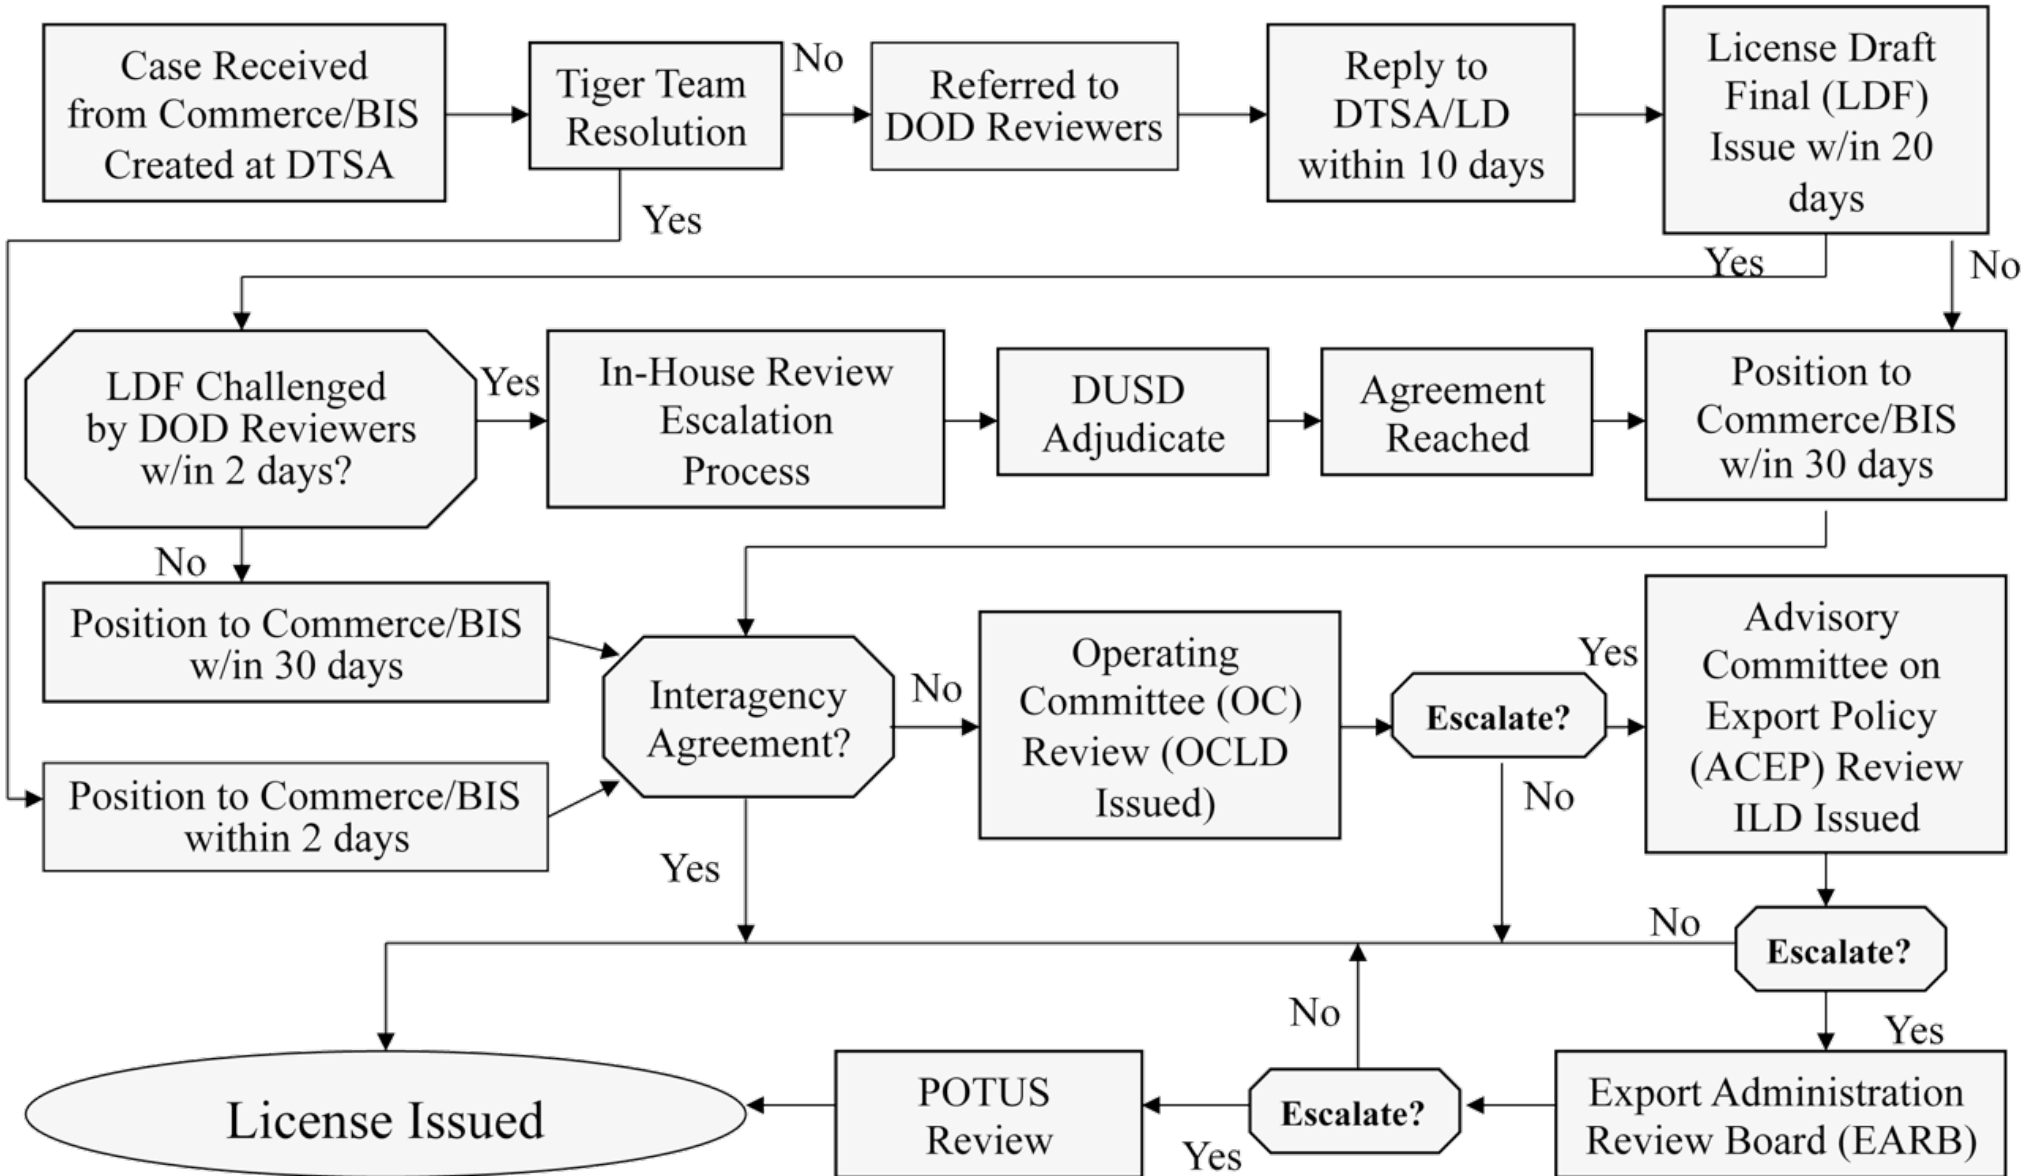 Case Received
from Commerce/BIS
Created at DTSA
Tiger Team
Resolution
No
Referred to
DOD Reviewers
Reply to
DTSA/LD
within 10 days
License Draft
Final (LDF)
Issue w/in 20
days
Yes
Yes
No
LDF Challenged
by DOD Reviewers
w/in 2 days?
Yes
In-House Review
Escalation
Process
DUSD
Adjudicate
Agreement
Reached
Position to
Commerce/BIS
w/in 30 days
No
Position to Commerce/BIS
w/in 30 days
Interagency
Agreement?
No
Operating
Committee (OC)
Review (OCLD
Issued)
Escalate?
Yes
Advisory
Committee on
Export Policy
(ACEP) Review
ILD Issued
Position to Commerce/BIS
within 2 days
Yes
No
No
Escalate?
Yes
License Issued
POTUS
Review
Yes
Escalate?
No
Export Administration
Review Board (EARB)